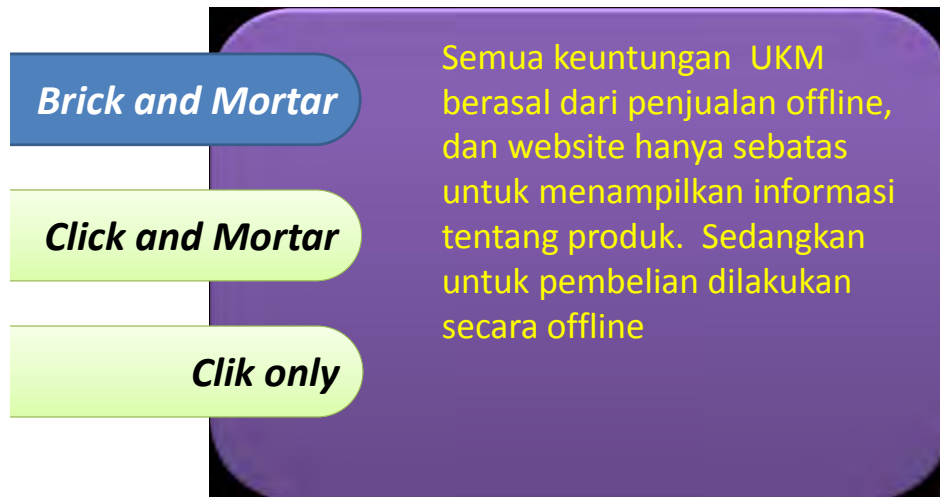 Brick and Mortar
Click and Mortar
Clik only
Semua keuntungan UKM
berasal dari penjualan offline,
dan website hanya sebatas
untuk menampilkan informasi
tentang produk. Sedangkan
untuk pembelian dilakukan
secara offline